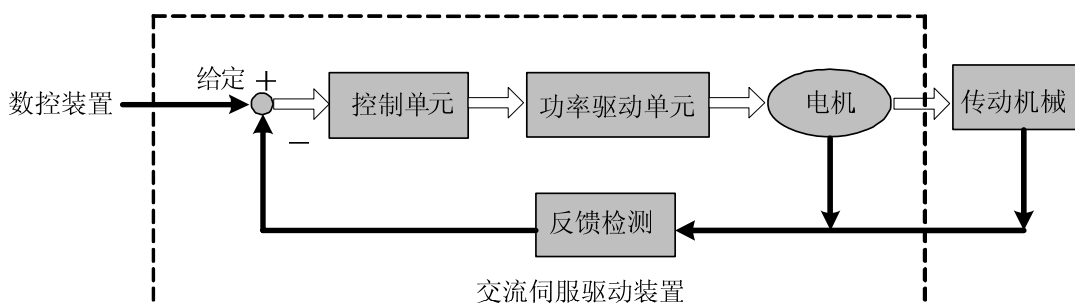 给定 +
数控装置
控制单元
功率驱动单元
电机
传动机械
−
反馈检测
交流伺服驱动装置